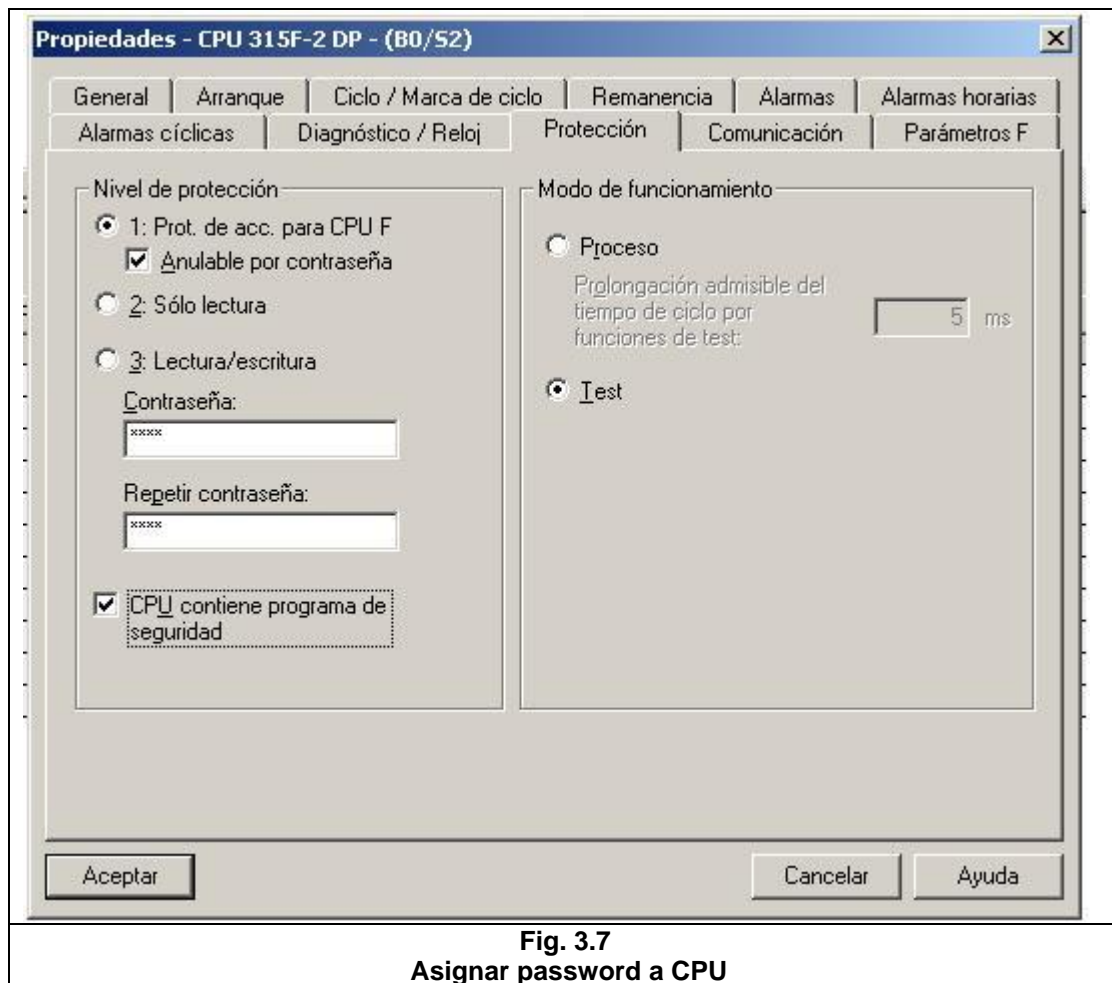 Propiedades - CPU 315F-2 DP - (B0/S2)
General
Arranque
Ciclo / Marca de ciclo
Remanencia
Alarmas
Alarmas horarias
Alarmas cíclicas
Diagnóstico / Reloj
Protección
Comunicación
Parámetros F
Nivel de protección
1: Prot. de acc. para CPU F
Anulable por contraseña
2: Sólo lectura
3: Lectura/escritura
Contraseña:
xxxx
Repetir contraseña:
xxxx
CPU contiene programa de
seguridad
Modo de funcionamiento
Proceso
Prolongación admisible del
tiempo de ciclo por
funciones de test:
5 ms
Test
Aceptar
Cancelar
Ayuda
Fig. 3.7
Asignar password a CPU